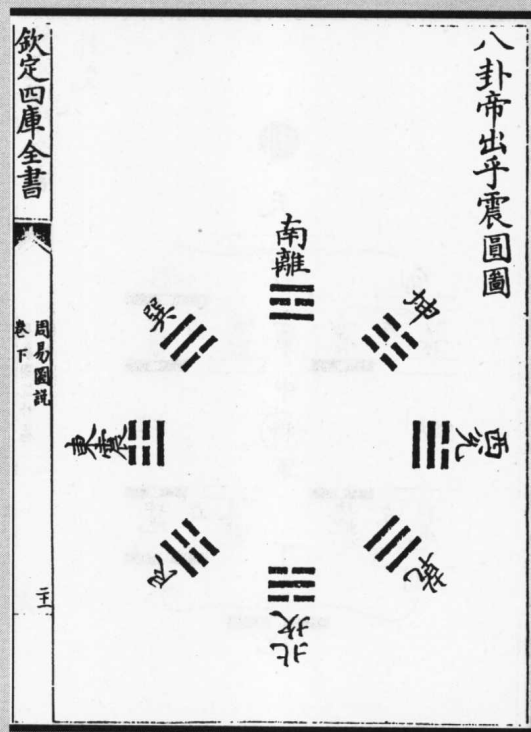 八卦帝出乎震圓圖
南離
坤
西兌
乾
北坎
艮
東震
巽
欽定四庫全書
周易圖說
卷下